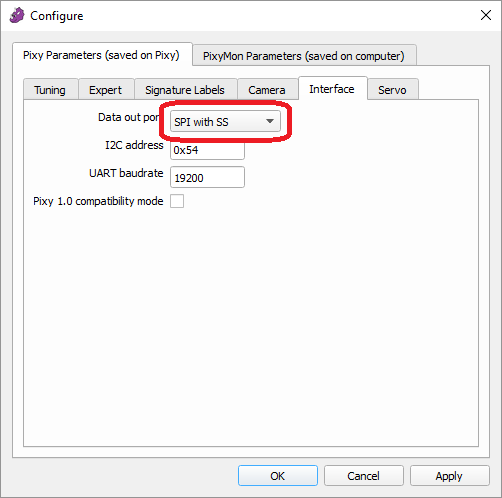 Configure
Pixy Parameters (saved on Pixy) PixyMon Parameters (saved on computer)
Tuning Expert Signature Labels Camera Interface Servo
Data out por SPI with SS
I2C address 0x54
UART baudrate 19200
Pixy 1.0 compatibility mode
OK Cancel Apply